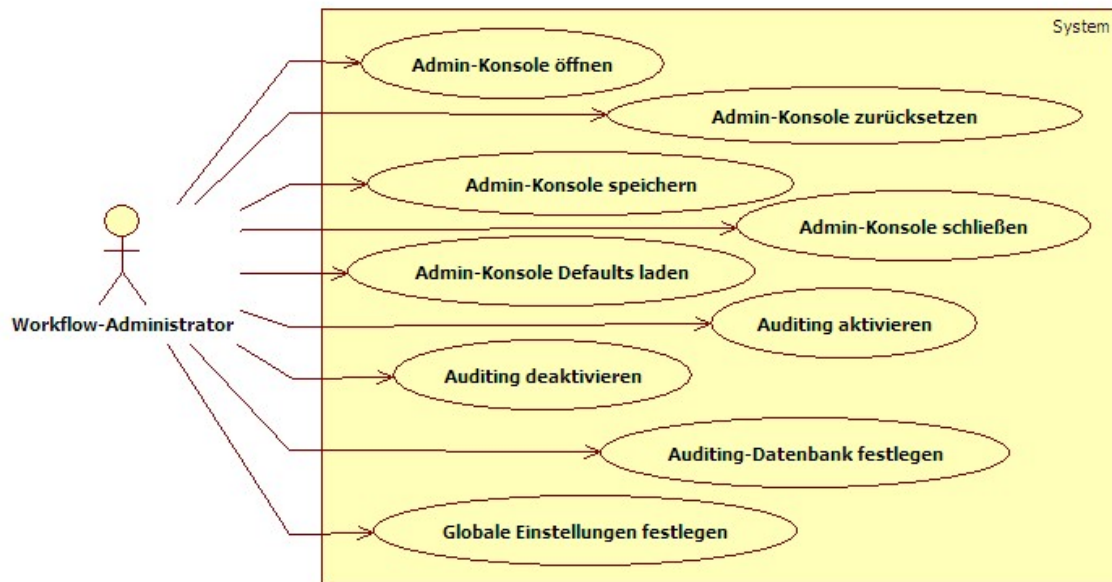 System
Admin-Konsole öffnen
Admin-Konsole zurücksetzen
Admin-Konsole speichern
Admin-Konsole schließen
Admin-Konsole Defaults laden
Workflow-Administrator
Auditing aktivieren
Auditing deaktivieren
Auditing-Datenbank festlegen
Globale Einstellungen festlegen